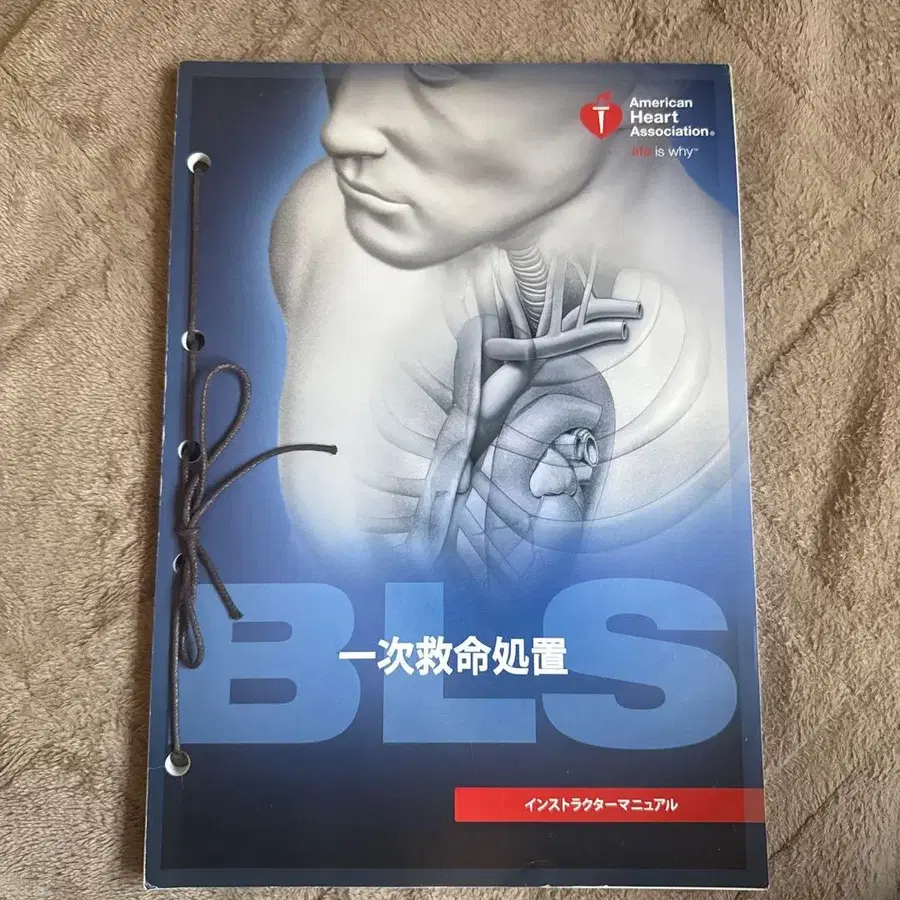 American
Heart
Association®
life is why™
BLS
一次救命処置
インストラクターマニュアル